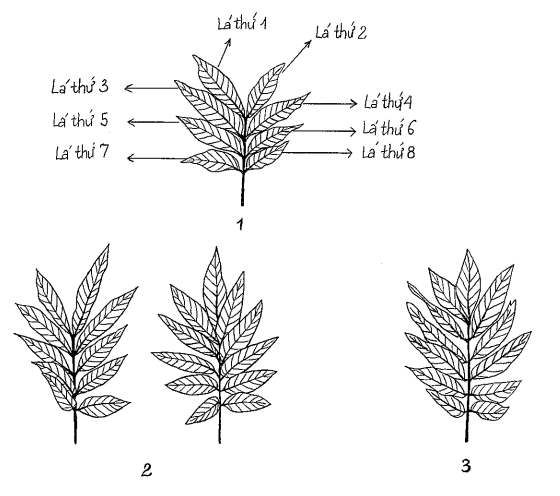 Lá thứ 1
Lá thứ 2
Lá thứ 3
Lá thứ 4
Lá thứ 5
Lá thứ 6
Lá thứ 7
Lá thứ 8
1
2
3